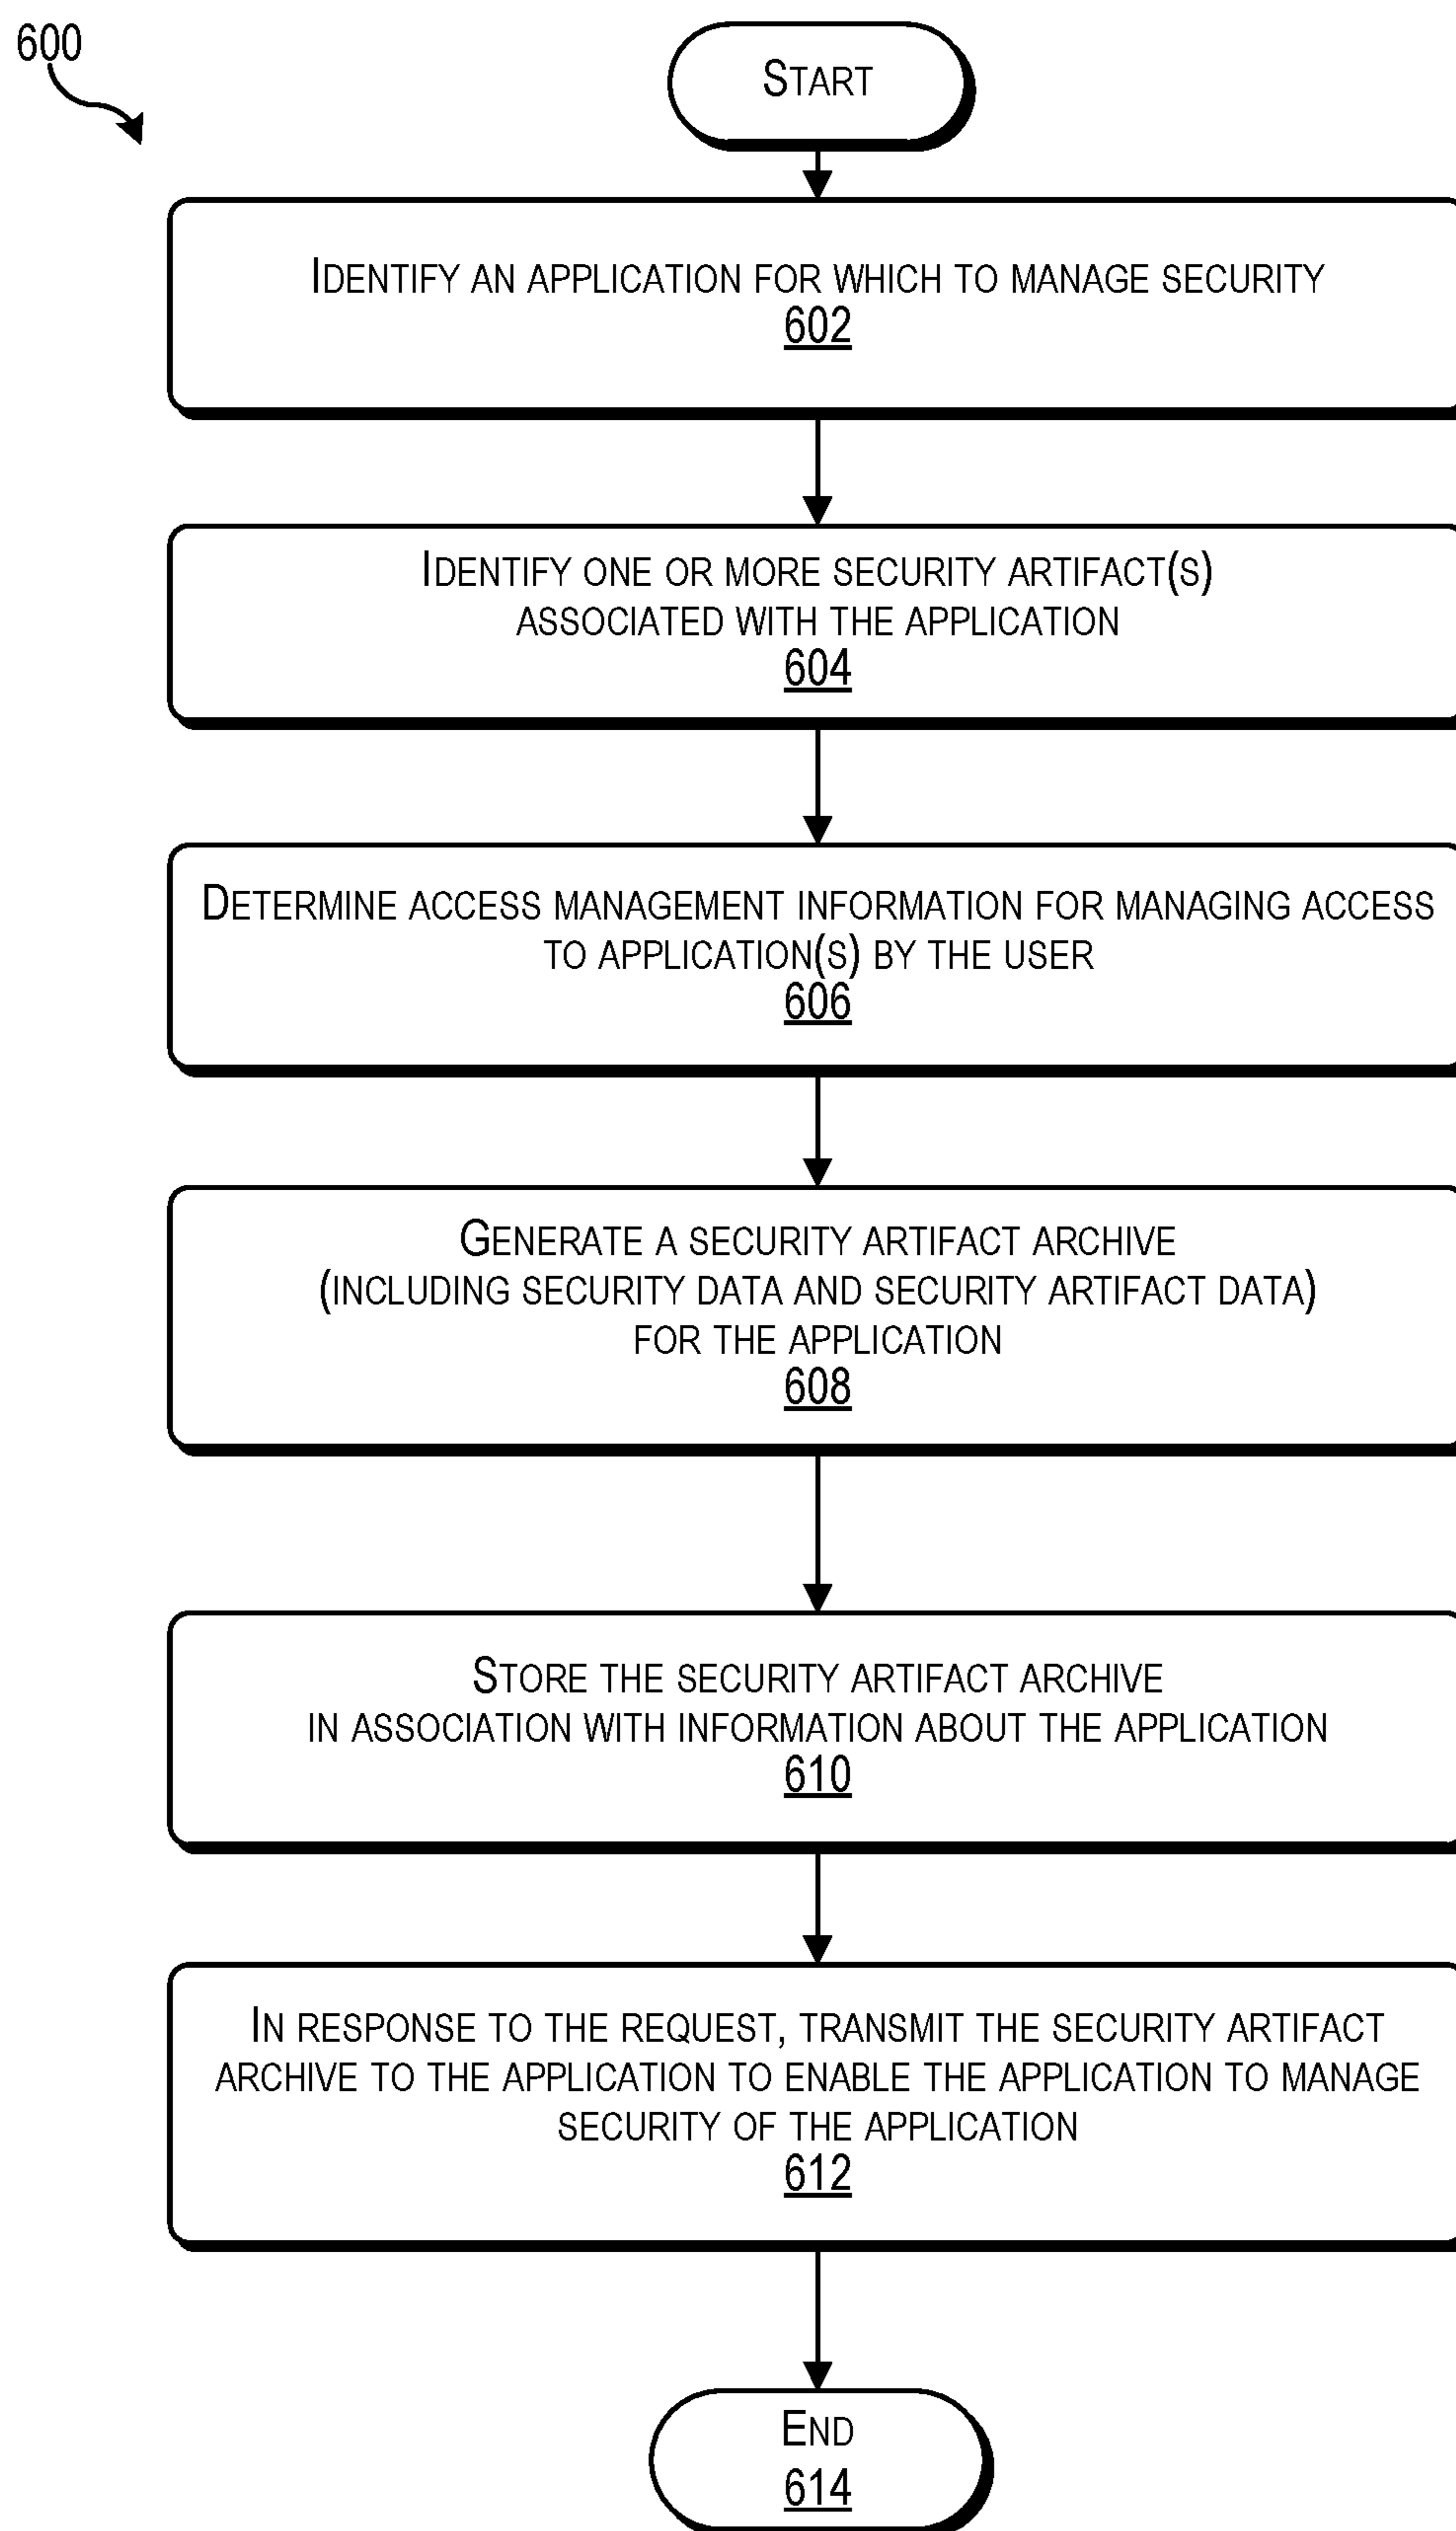 600
START
IDENTIFY AN APPLICATION FOR WHICH TO MANAGE SECURITY
602
IDENTIFY ONE OR MORE SECURITY ARTIFACT(S)
ASSOCIATED WITH THE APPLICATION
604
DETERMINE ACCESS MANAGEMENT INFORMATION FOR MANAGING ACCESS
TO APPLICATION(S) BY THE USER
606
GENERATE A SECURITY ARTIFACT ARCHIVE
(INCLUDING SECURITY DATA AND SECURITY ARTIFACT DATA)
FOR THE APPLICATION
608
STORE THE SECURITY ARTIFACT ARCHIVE
IN ASSOCIATION WITH INFORMATION ABOUT THE APPLICATION
610
IN RESPONSE TO THE REQUEST, TRANSMIT THE SECURITY ARTIFACT
ARCHIVE TO THE APPLICATION TO ENABLE THE APPLICATION TO MANAGE
SECURITY OF THE APPLICATION
612
END
614